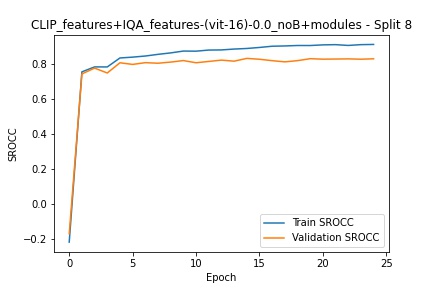 CLIP_features+IQA_features-(vit-16)-0.0_noB+modules - Split 8
SROCC
0.8
0.6
0.4
0.2
0.0
−0.2
0
5
10
15
20
25
Epoch
Train SROCC
Validation SROCC